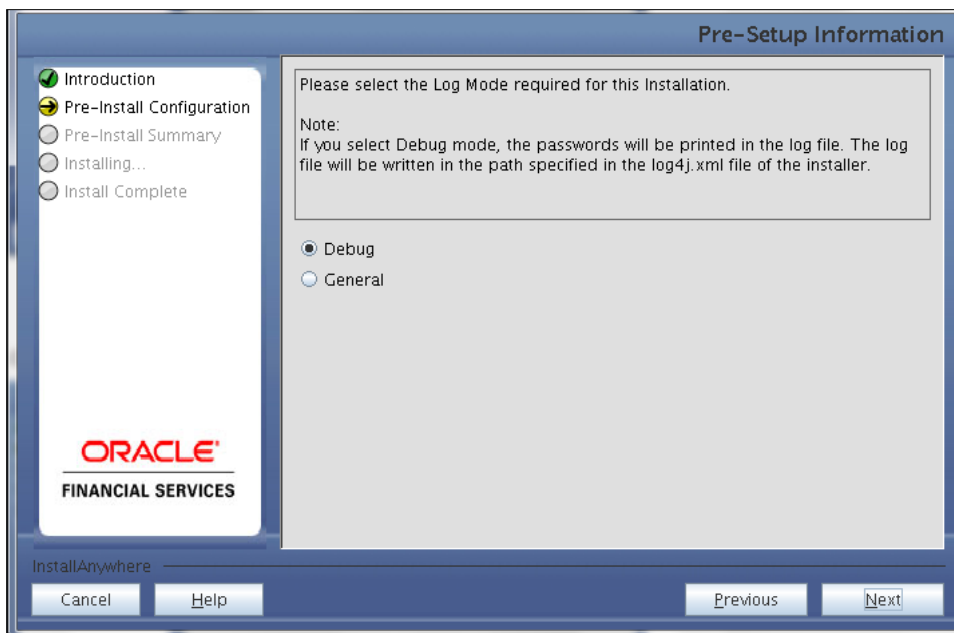 Pre-Setup Information
Introduction
Pre-Install Configuration
Pre-Install Summary
Installing...
Install Complete
ORACLE'
FINANCIAL SERVICES
Please select the Log Mode required for this Installation.
Note:
If you select Debug mode, the passwords will be printed in the log file. The log
file will be written in the path specified in the log4j.xml file of the installer.
Debug
General
InstallAnywhere
Cancel
Help
Previous
Next